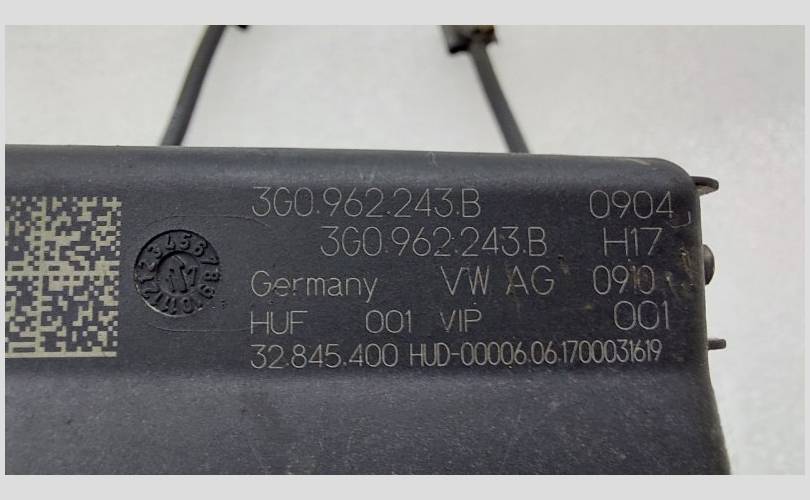 3G0.962.243.B 0904
3G0.962.243.B H17
Germany VW AG 0910
HUF 001 VIP 001
32.845.400 HUD-00006.06.1700031619